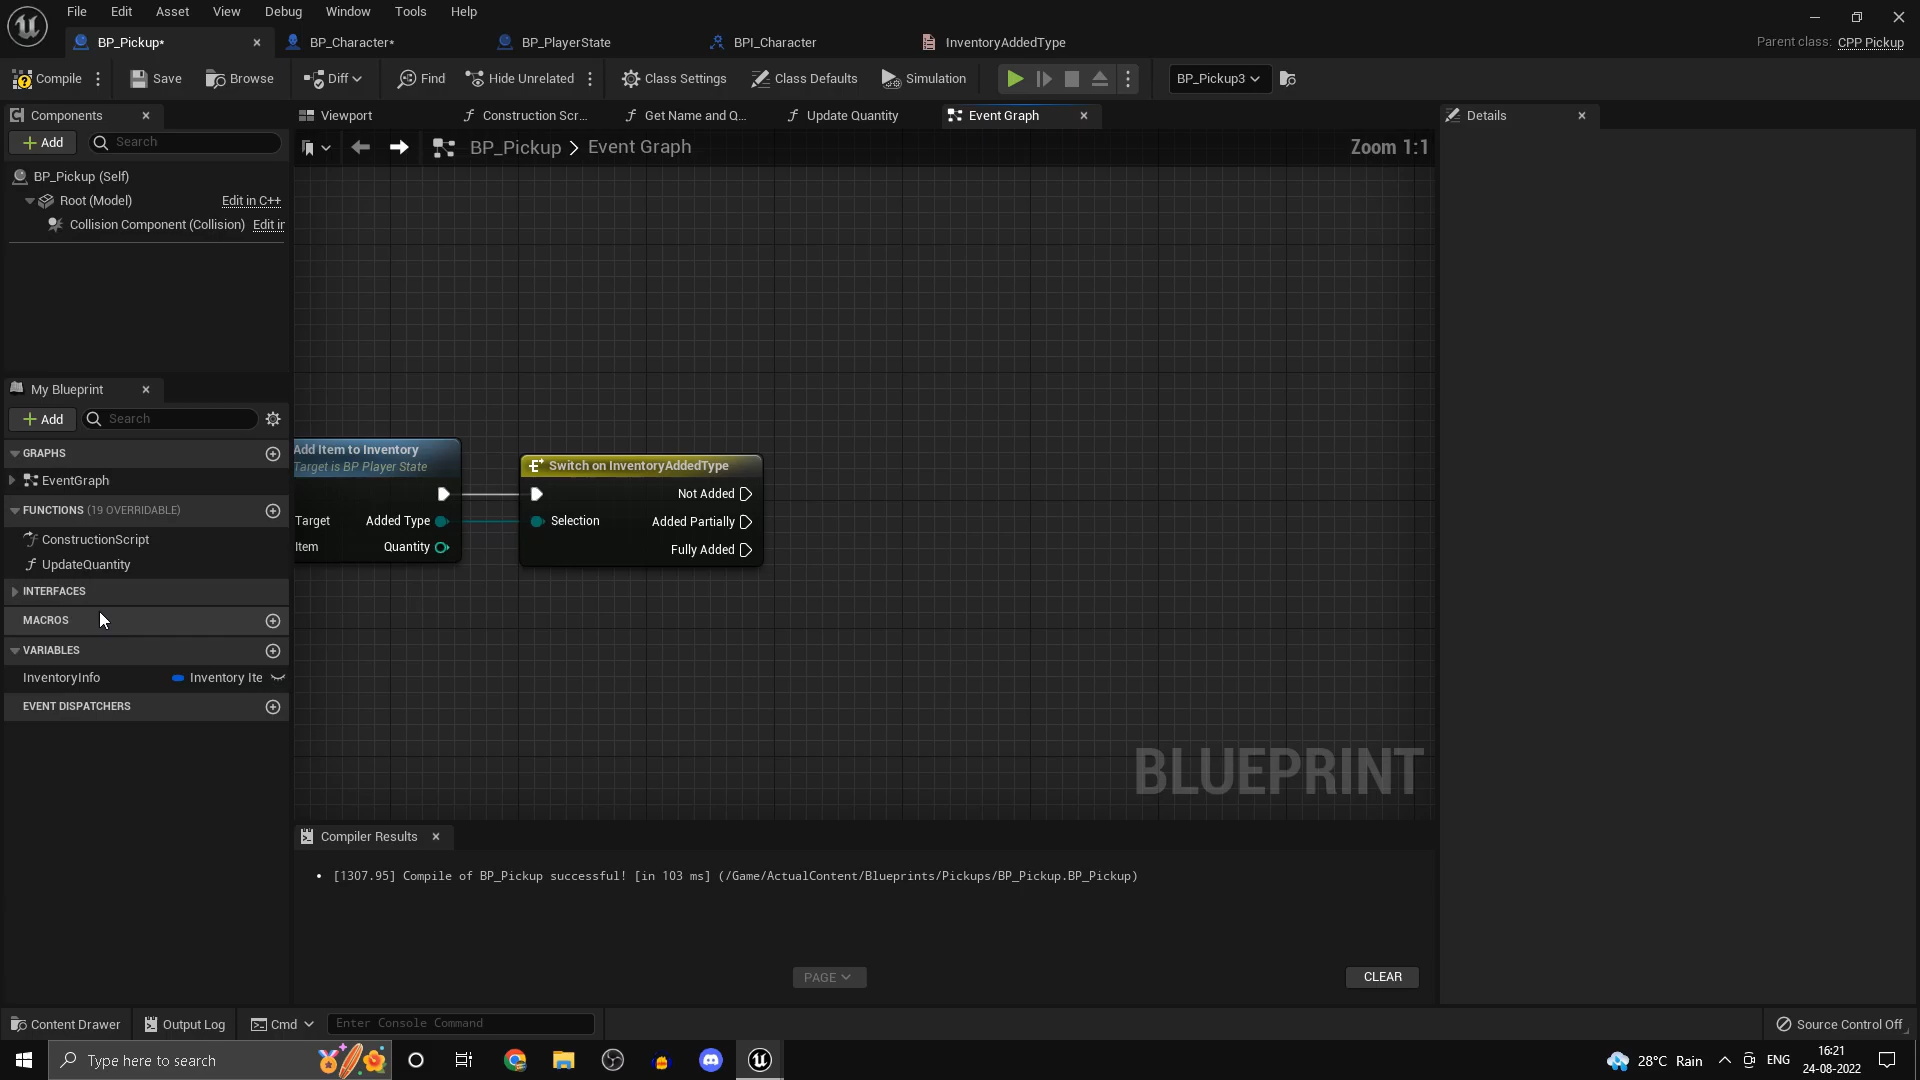 File Edit Asset View Debug Window Tools Help
BP_Pickup* BP_Character* BP_PlayerState BPI_Character InventoryAddedType Parent class: CPP Pickup
Compile Save Browse Diff Find Hide Unrelated Class Settings Class Defaults Simulation BP_Pickup3
Components Viewport Construction Scr... Get Name and Q... Update Quantity Event Graph Details
Add Search
BP_Pickup > Event Graph Zoom 1:1
BP_Pickup (Self)
Root (Model) Edit in C++
Collision Component (Collision) Edit in
My Blueprint
Add Search
GRAPHS
EventGraph
FUNCTIONS (19 OVERRIDABLE)
ConstructionScript
UpdateQuantity
INTERFACES
MACROS
VARIABLES
InventoryInfo Inventory Ite
EVENT DISPATCHERS
Add Item to Inventory
Target is BP Player State
Target Added Type
Item Quantity
Switch on InventoryAddedType
Not Added
Selection Added Partially
Fully Added
BLUEPRINT
Compiler Results
• [1307.95] Compile of BP_Pickup successful! [in 103 ms] (/Game/ActualContent/Blueprints/Pickups/BP_Pickup.BP_Pickup)
PAGE CLEAR
Content Drawer Output Log Cmd Enter Console Command Source Control Off
Type here to search 28°C Rain ENG 16:21
24-08-2022